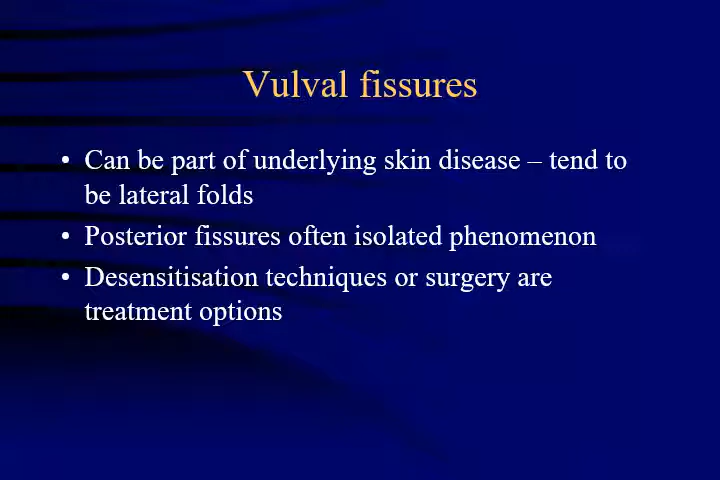 Vulval fissures
• Can be part of underlying skin disease – tend to
be lateral folds
• Posterior fissures often isolated phenomenon
• Desensitisation techniques or surgery are
treatment options